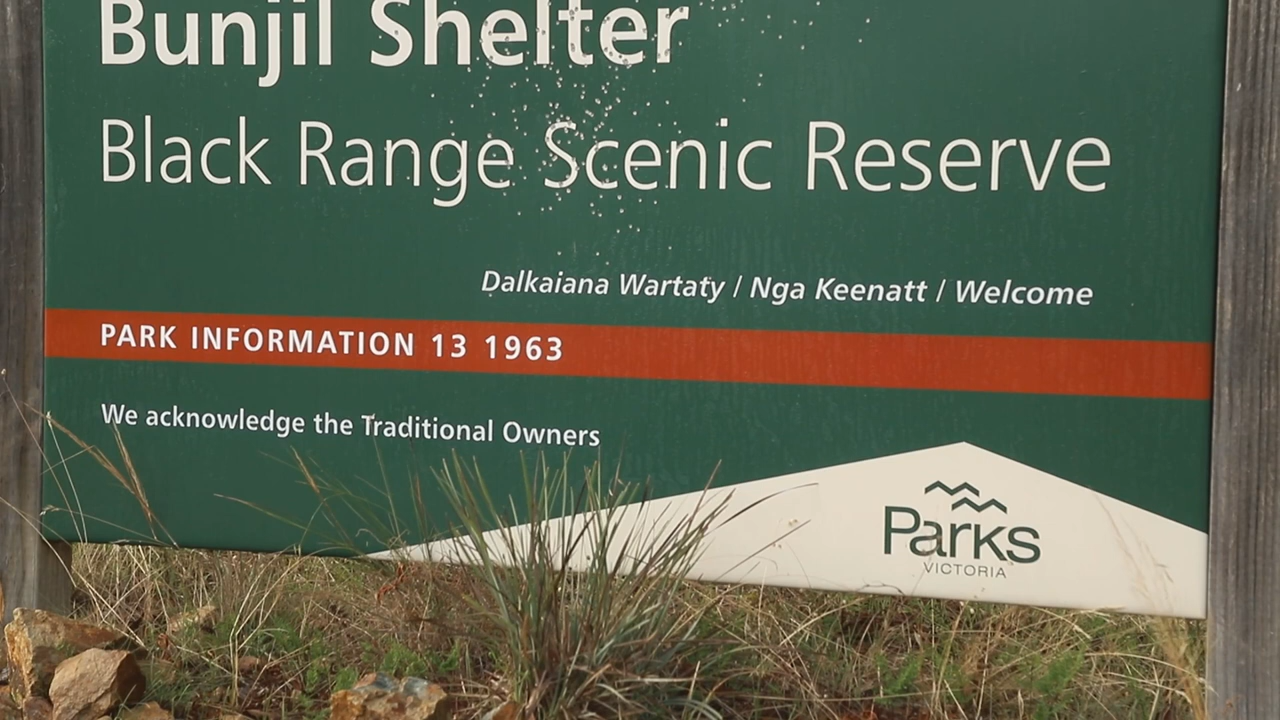 Bunjil Shelter
Black Range Scenic Reserve
Dalkaiana Wartaty / Nga Keenatt / Welcome
PARK INFORMATION 13 1963
We acknowledge the Traditional Owners
Parks
VICTORIA